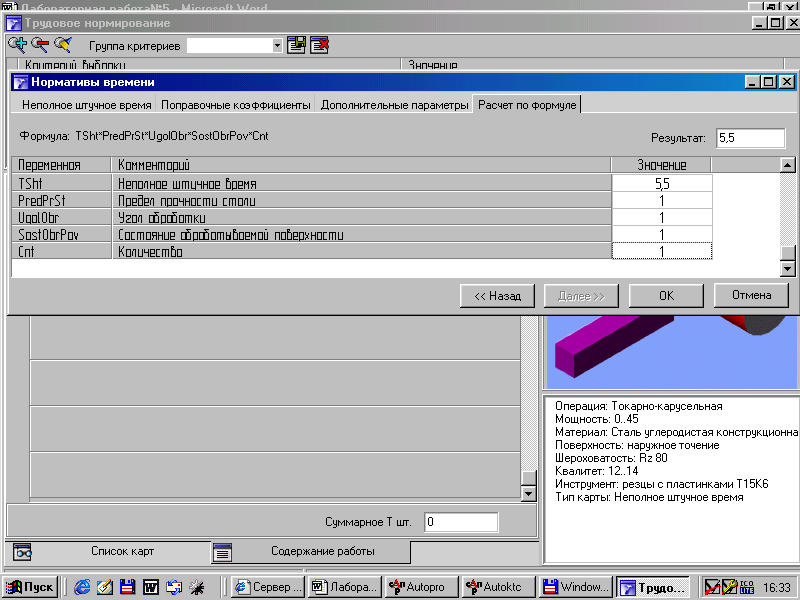 Лабораторная работа№5 - Microsoft Word
Трудовое нормирование
Группа критериев
Критерий выборки Значение
Нормативы времени
Неполное штучное время Поправочные коэффициенты Дополнительные параметры Расчет по формуле
Формула: TSht*PredPrSt*UgolObr*SostObrPov*Cnt
Результат: 5,5
Переменная Комментарий Значение
TSht Неполное штучное время 5,5
PredPrSt Предел прочности стали 1
UgolObr Угол обработки 1
SostObrPov Состояние обрабатываемой поверхности 1
Cnt Количество 1
<< Назад Далее >> OK Отмена
Операция: Токарно-карусельная
Мощность: 0..45
Материал: Сталь углеродистая конструкционна
Поверхность: наружное точение
Шероховатость: Rz 80
Квалитет: 12..14
Инструмент: резцы с пластинками Т15К6
Тип карты: Неполное штучное время
Суммарное Т шт. 0
Список карт Содержание работы
Пуск Сервер ... Лабора... Autopro Autoktc Window... Трудо... 16:33